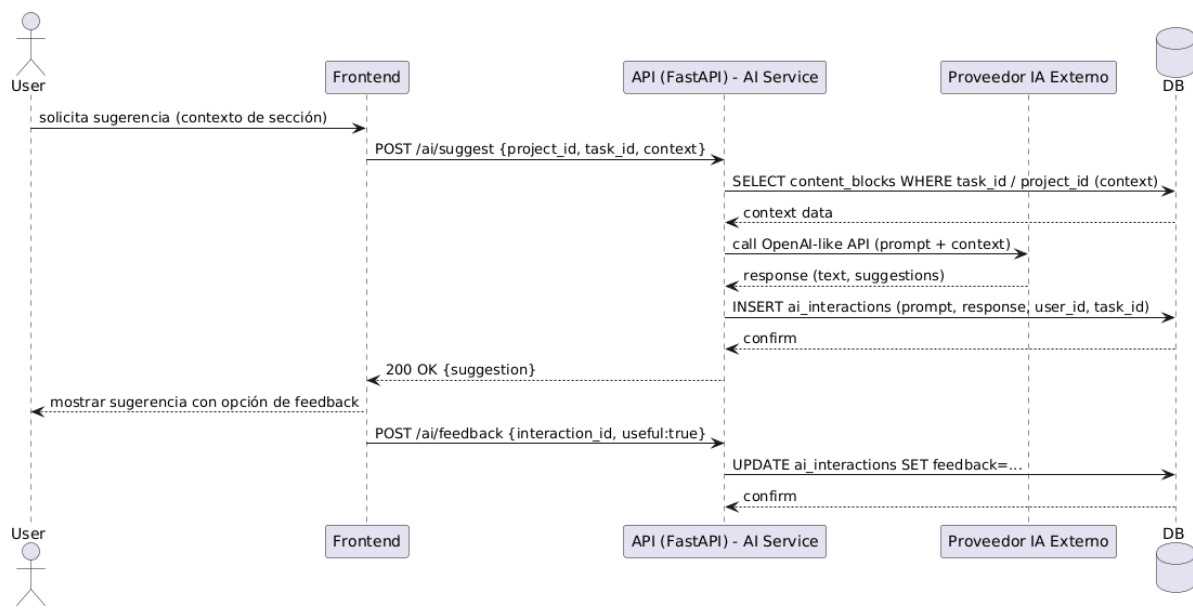 User
Frontend
API (FastAPI) - AI Service
Proveedor IA Externo
DB
solicita sugerencia (contexto de sección)
POST /ai/suggest {project_id, task_id, context}
SELECT content_blocks WHERE task_id / project_id (context)
context data
call OpenAI-like API (prompt + context)
response (text, suggestions)
INSERT ai_interactions (prompt, response, user_id, task_id)
confirm
200 OK {suggestion}
mostrar sugerencia con opción de feedback
POST /ai/feedback {interaction_id, useful:true}
UPDATE ai_interactions SET feedback=...
confirm
User
Frontend
API (FastAPI) - AI Service
Proveedor IA Externo
DB